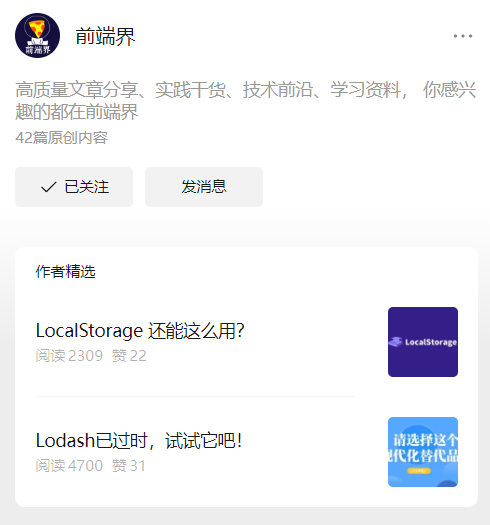 前端界
前端界
高质量文章分享、实践干货、技术前沿、学习资料， 你感兴
趣的都在前端界
42篇原创内容
已关注
发消息
作者精选
LocalStorage 还能这么用？
阅读 2309 赞 22
LocalStorage
Lodash已过时，试试它吧！
阅读 4700 赞 31
请选择这个
现代化替代品